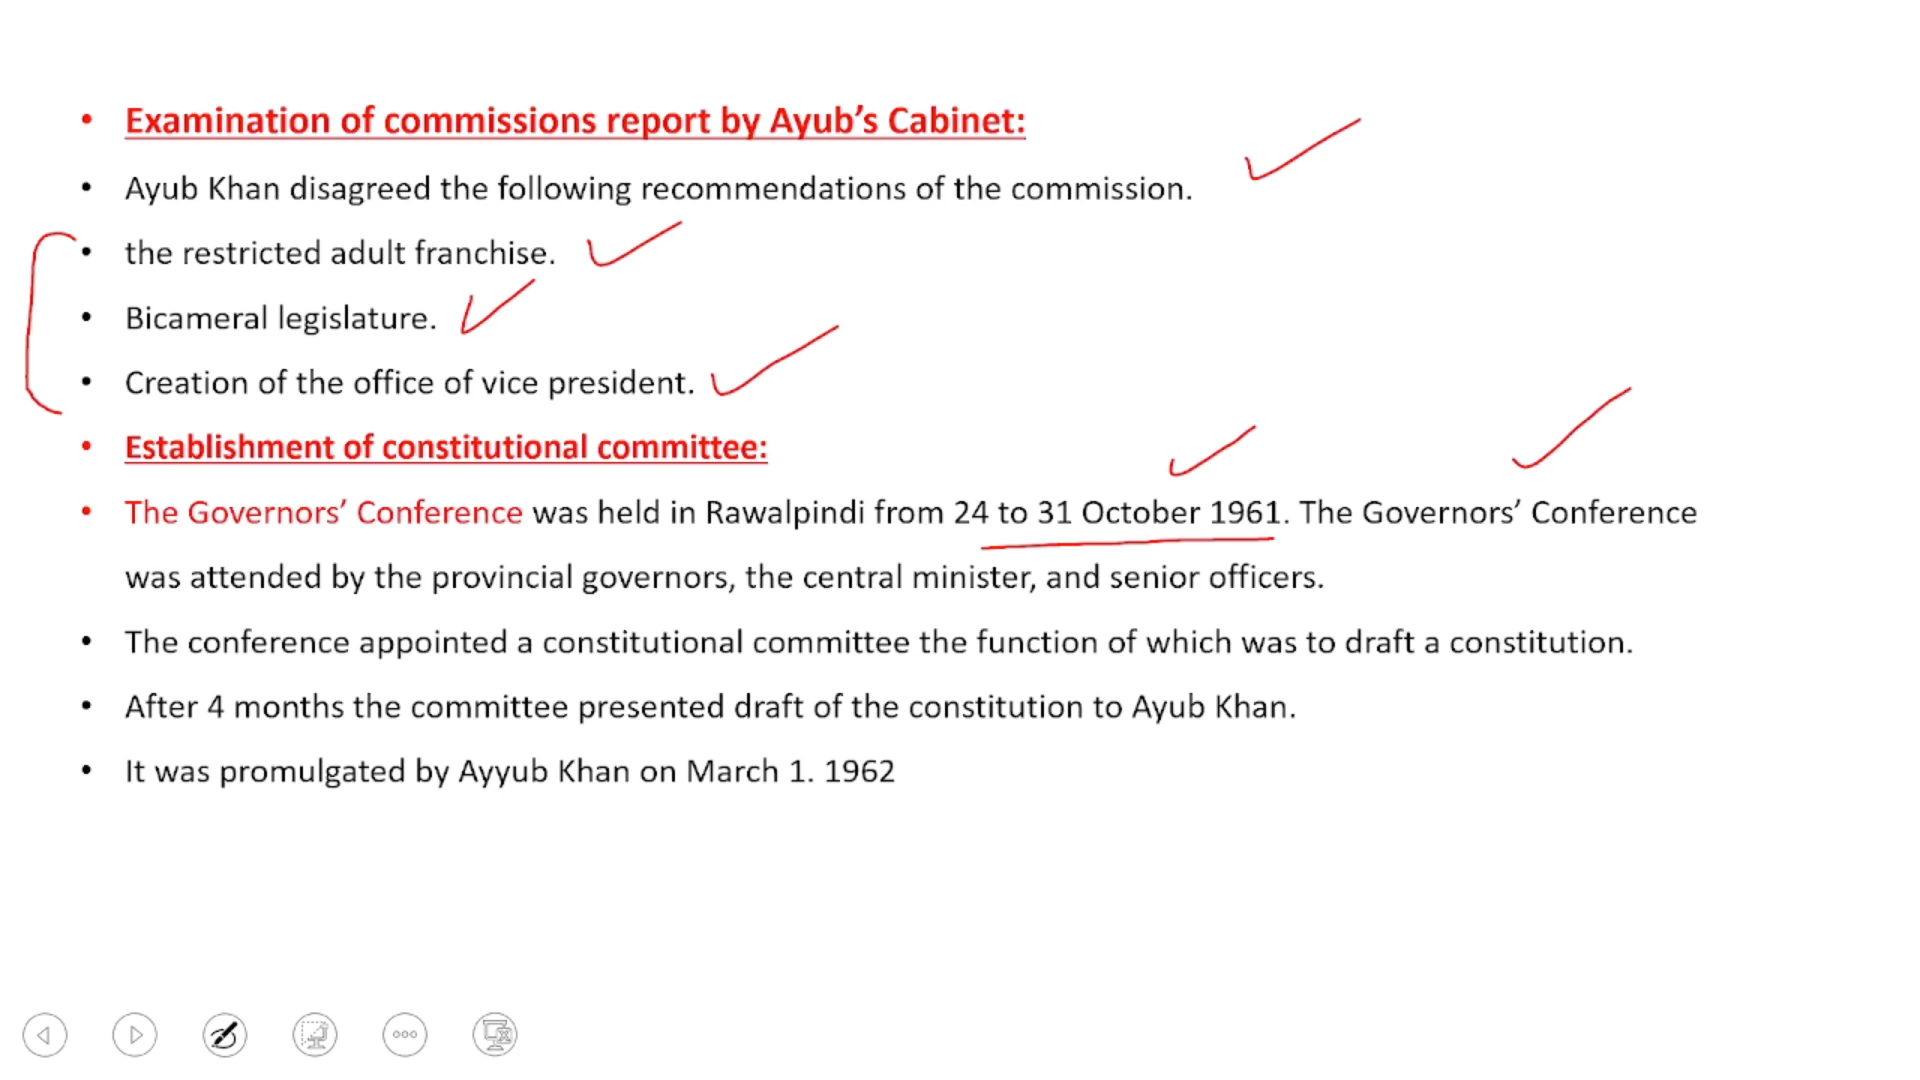 • Examination of commissions report by Ayub’s Cabinet:
• Ayub Khan disagreed the following recommendations of the commission.
• the restricted adult franchise.
• Bicameral legislature.
• Creation of the office of vice president.
• Establishment of constitutional committee:
• The Governors’ Conference was held in Rawalpindi from 24 to 31 October 1961. The Governors’ Conference
was attended by the provincial governors, the central minister, and senior officers.
• The conference appointed a constitutional committee the function of which was to draft a constitution.
• After 4 months the committee presented draft of the constitution to Ayub Khan.
• It was promulgated by Ayyub Khan on March 1. 1962